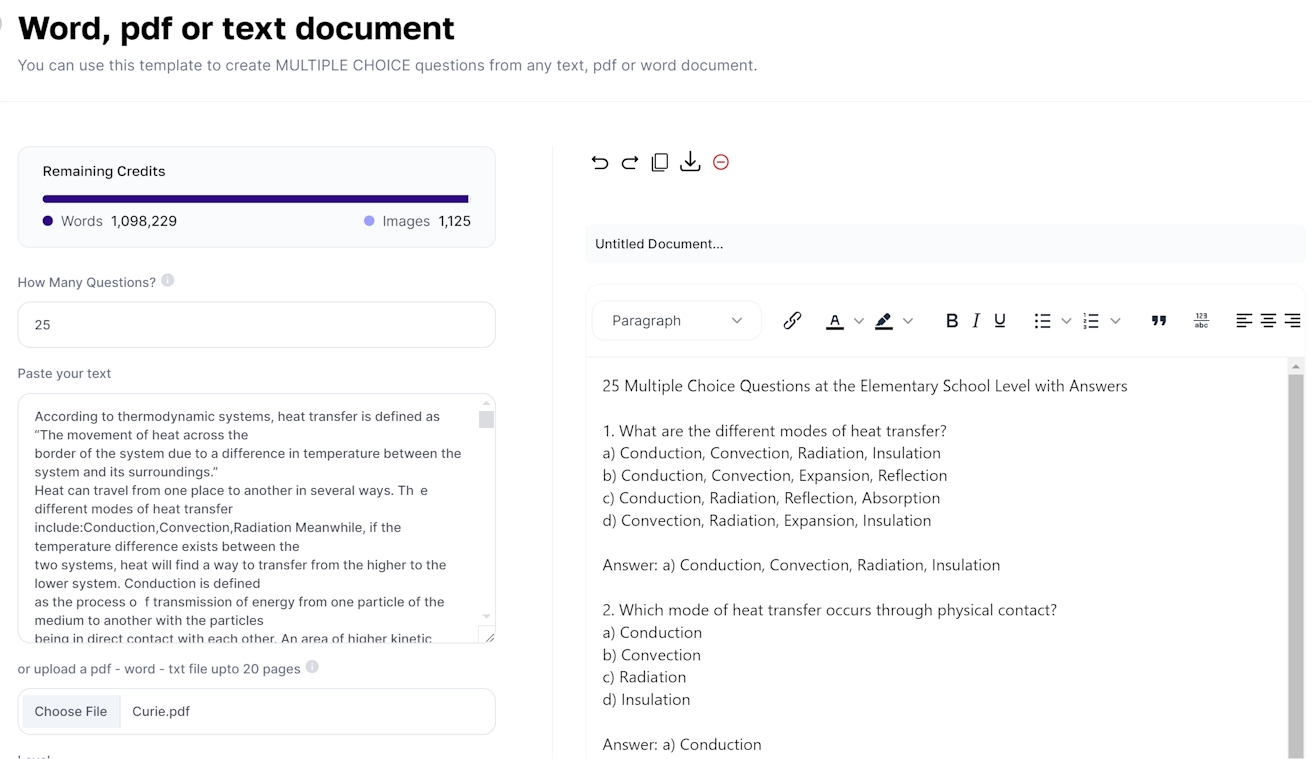 Word, pdf or text document
You can use this template to create MULTIPLE CHOICE questions from any text, pdf or word document.
Remaining Credits
Words 1,098,229
Images 1,125
How Many Questions?
25
Paste your text
According to thermodynamic systems, heat transfer is defined as
“The movement of heat across the
border of the system due to a difference in temperature between the
system and its surroundings.”
Heat can travel from one place to another in several ways. Th e
different modes of heat transfer
include:Conduction,Convection,Radiation Meanwhile, if the
temperature difference exists between the
two systems, heat will find a way to transfer from the higher to the
lower system. Conduction is defined
as the process o f transmission of energy from one particle of the
medium to another with the particles
being in direct contact with each other. An area of higher kinetic
or upload a pdf - word - txt file upto 20 pages
Choose File Curie.pdf
Untitled Document...
Paragraph
A
B I U
123
abc
25 Multiple Choice Questions at the Elementary School Level with Answers
1. What are the different modes of heat transfer?
a) Conduction, Convection, Radiation, Insulation
b) Conduction, Convection, Expansion, Reflection
c) Conduction, Radiation, Reflection, Absorption
d) Convection, Radiation, Expansion, Insulation
Answer: a) Conduction, Convection, Radiation, Insulation
2. Which mode of heat transfer occurs through physical contact?
a) Conduction
b) Convection
c) Radiation
d) Insulation
Answer: a) Conduction